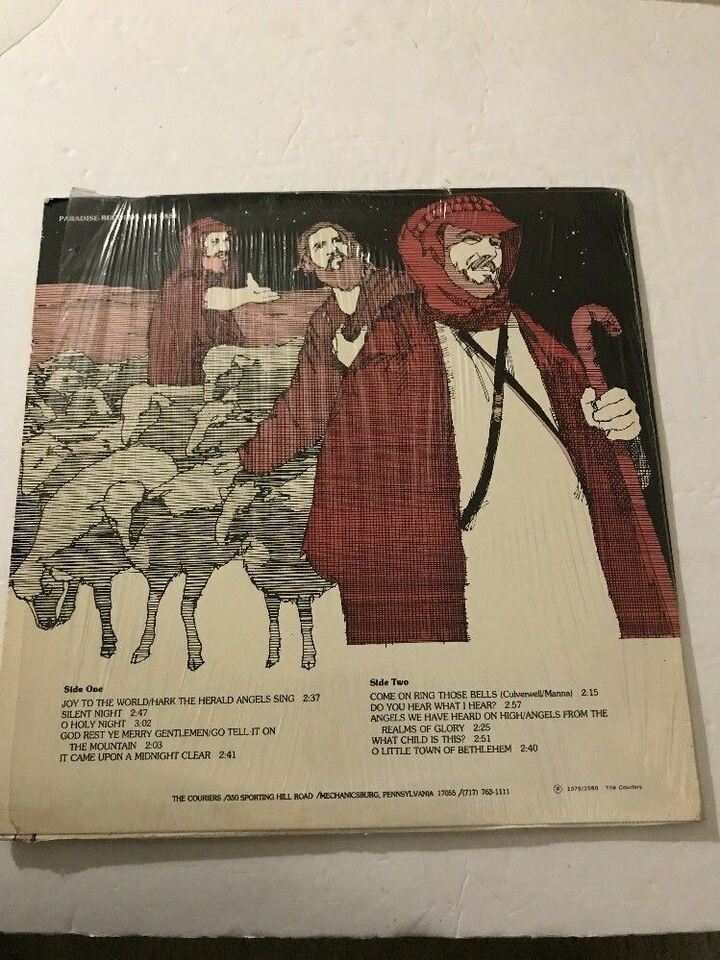 PARADISE
Side One
JOY TO THE WORLD/HARK THE HERALD ANGELS SING 2:37
SILENT NIGHT 2:47
O HOLY NIGHT 3:02
GOD REST YE MERRY GENTLEMEN/GO TELL IT ON
THE MOUNTAIN 2:03
IT CAME UPON A MIDNIGHT CLEAR 2:41
Side Two
COME ON RING THOSE BELLS (Culverwell/Manna) 2:15
DO YOU HEAR WHAT I HEAR? 2:57
ANGELS WE HAVE HEARD ON HIGH/ANGELS FROM THE
REALMS OF GLORY 2:25
WHAT CHILD IS THIS? 2:51
O LITTLE TOWN OF BETHLEHEM 2:40
THE COURIERS /350 SPORTING HILL ROAD /MECHANICSBURG, PENNSYLVANIA 17055 /(717) 763-1111
℗ 1979/1980 The Couriers